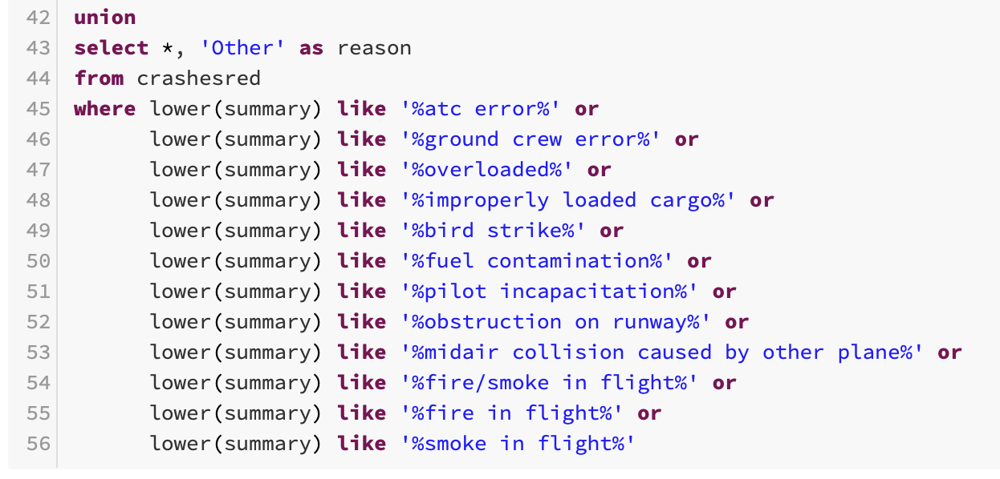 42 union
43 select *, 'Other' as reason
44 from crashesred
45 where lower(summary) like '%atc error%' or
46 lower(summary) like '%ground crew error%' or
47 lower(summary) like '%overloaded%' or
48 lower(summary) like '%improperly loaded cargo%' or
49 lower(summary) like '%bird strike%' or
50 lower(summary) like '%fuel contamination%' or
51 lower(summary) like '%pilot incapacitation%' or
52 lower(summary) like '%obstruction on runway%' or
53 lower(summary) like '%midair collision caused by other plane%' or
54 lower(summary) like '%fire/smoke in flight%' or
55 lower(summary) like '%fire in flight%' or
56 lower(summary) like '%smoke in flight%'